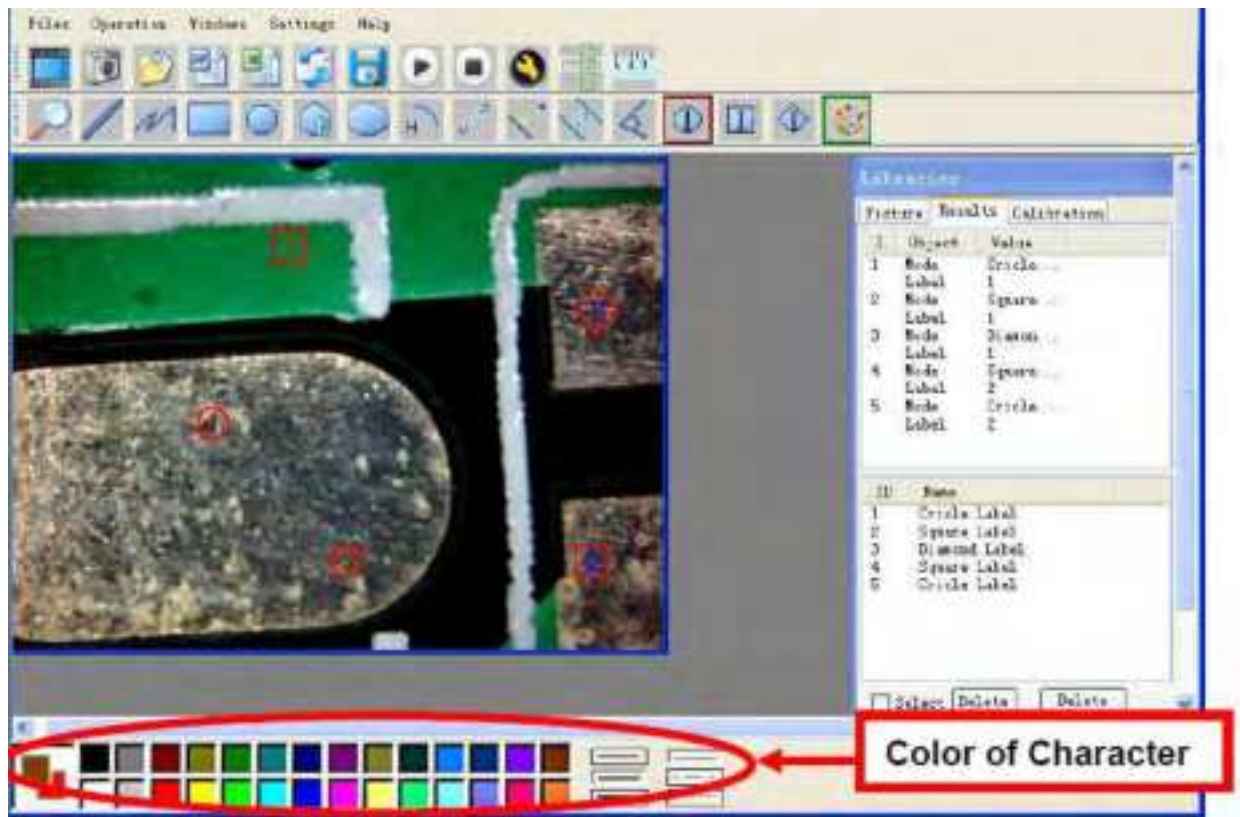 Files Operation Windows Settings Help
Picture Results Calibration
Object Value
1 Mode Cricle...
Label 1
2 Mode Square ...
Label 1
3 Mode Diamon...
Label 1
4 Mode Square...
Label 2
5 Mode Cricle...
Label 2
ID Name
1 Cricle Label
2 Square Label
3 Diamond Label
4 Square Label
5 Cricle Label
Select Delete Delete
Color of Character